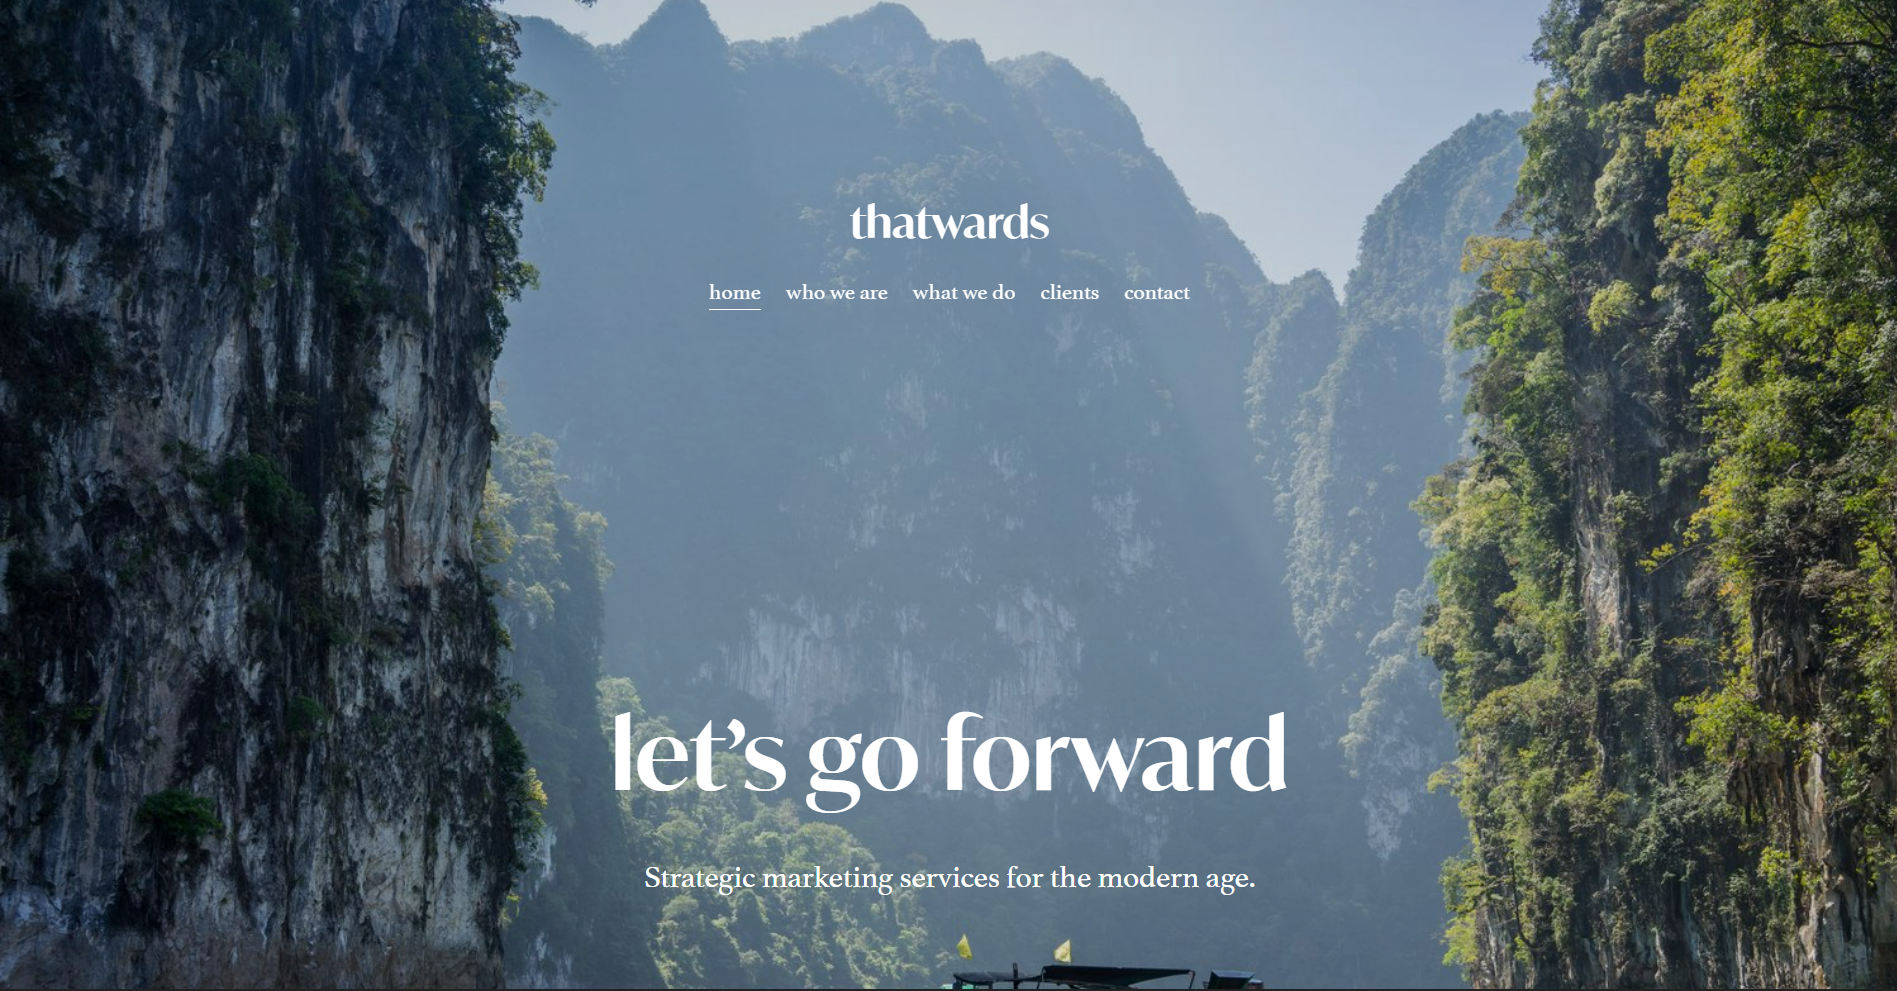 thatwards
home who we are what we do clients contact
let’s go forward
Strategic marketing services for the modern age.